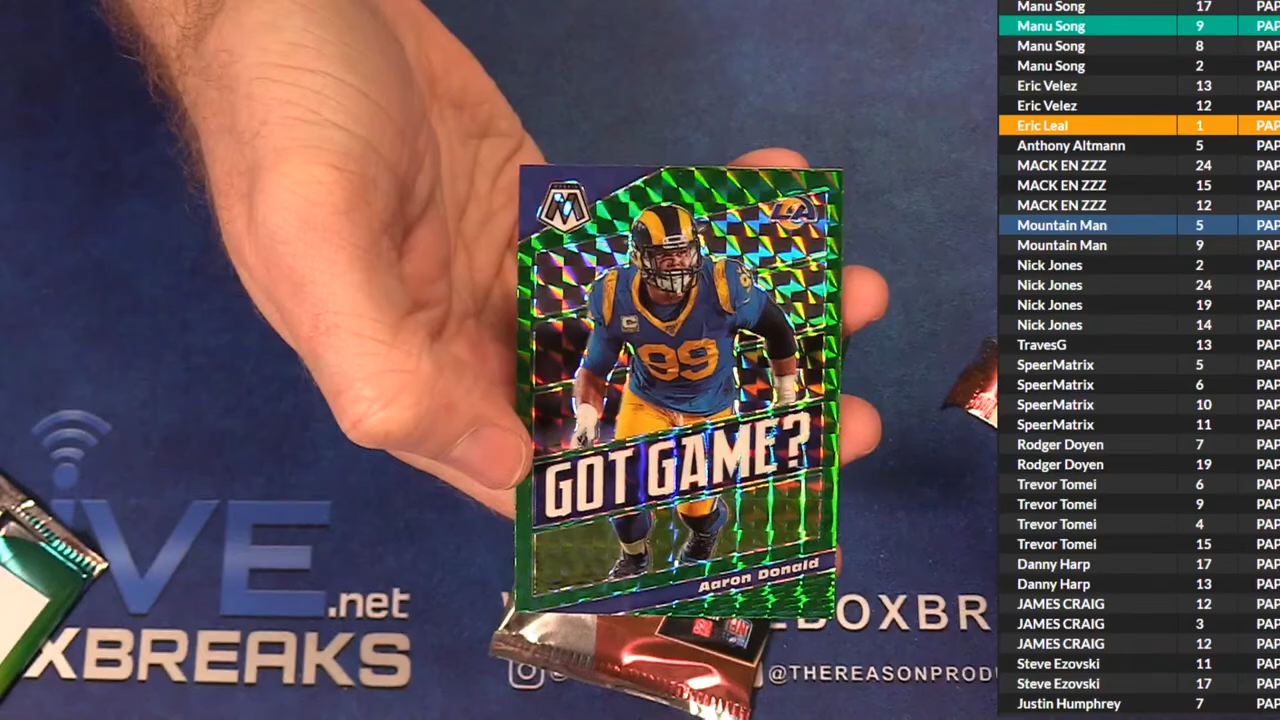 Manu Song 17 PAP
Manu Song 9 PAP
Manu Song 8 PAP
Manu Song 2 PAP
Eric Velez 13 PAP
Eric Velez 12 PAP
Eric Leal 1 PAP
Anthony Altmann 5 PAP
MACK EN ZZZ 24 PAP
MACK EN ZZZ 15 PAP
MACK EN ZZZ 12 PAP
Mountain Man 5 PAP
Mountain Man 9 PAP
Nick Jones 2 PAP
Nick Jones 24 PAP
Nick Jones 19 PAP
Nick Jones 14 PAP
TravesG 13 PAP
SpeerMatrix 5 PAP
SpeerMatrix 6 PAP
SpeerMatrix 10 PAP
SpeerMatrix 11 PAP
Rodger Doyen 7 PAP
Rodger Doyen 19 PAP
Trevor Tomei 6 PAP
Trevor Tomei 9 PAP
Trevor Tomei 4 PAP
Trevor Tomei 15 PAP
Danny Harp 17 PAP
Danny Harp 13 PAP
JAMES CRAIG 12 PAP
JAMES CRAIG 3 PAP
JAMES CRAIG 12 PAP
Steve Ezovski 11 PAP
Steve Ezovski 17 PAP
Justin Humphrey 7 PAP
M
LA
C
99
GOT GAME?
Aaron Donald
IVE.net
XBREAKS
BOXBR
@THEREASONPROD